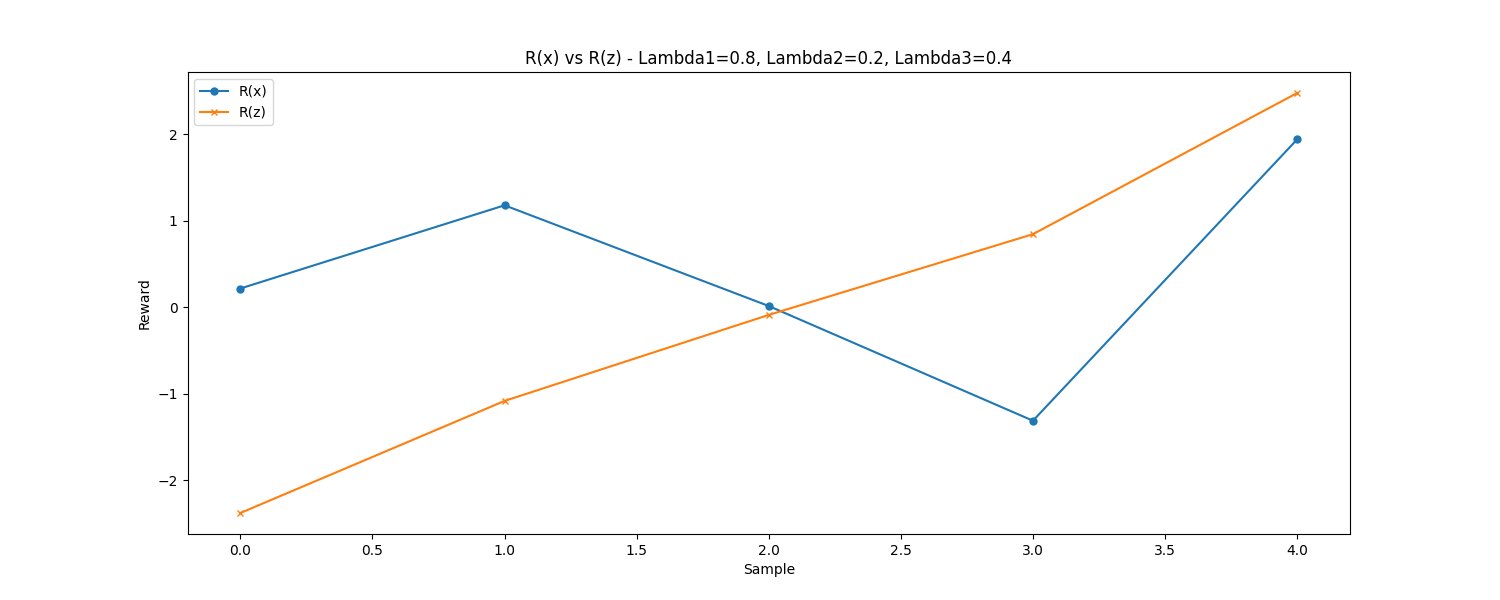 R(x) vs R(z) - Lambda1=0.8, Lambda2=0.2, Lambda3=0.4
R(x)
R(z)
Reward
2
1
0
−1
−2
0.0 0.5 1.0 1.5 2.0 2.5 3.0 3.5 4.0
Sample